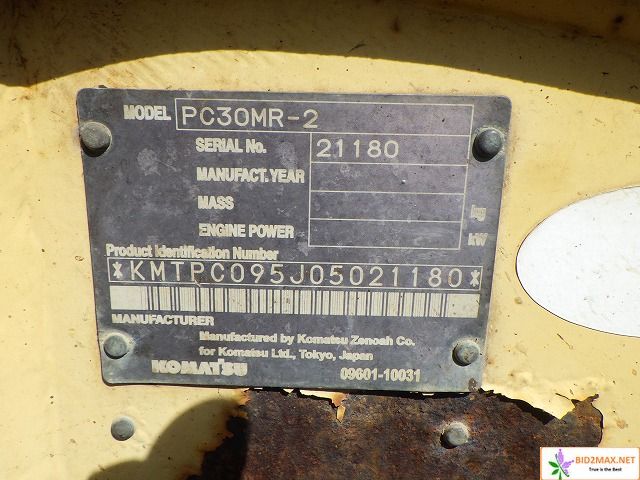 MODEL PC30MR-2
SERIAL No. 21180
MANUFACT. YEAR
MASS kg
ENGINE POWER kW
Product Identification Number
*KMTPC095J05021180*
MANUFACTURER
Manufactured by Komatsu Zenoah Co.
for Komatsu Ltd., Tokyo, Japan
KOMATSU 09601-10031
BID2MAX.NET
True is the Best